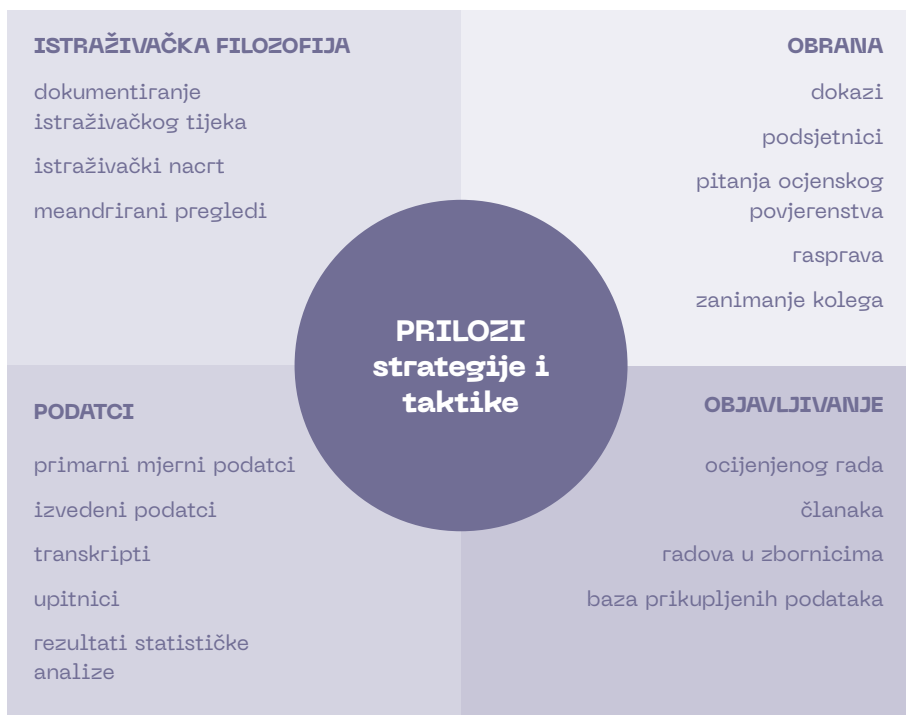 ISTRAŽIVAČKA FILOZOFIJA
dokumentiranje
istraživačkog tijeka
istraživački nacrt
meandrirani pregledi
OBRANA
dokazi
podsjetnici
pitanja ocjenskog
povjerenstva
rasprava
zanimanje kolega
PRILOZI
strategije i
taktike
PODATCI
primarni mjerni podatci
izvedeni podatci
transkripti
upitnici
rezultati statističke
analize
OBJAVLJIVANJE
ocijenjenog rada
članaka
radova u zbornicima
baza prikupljenih podataka